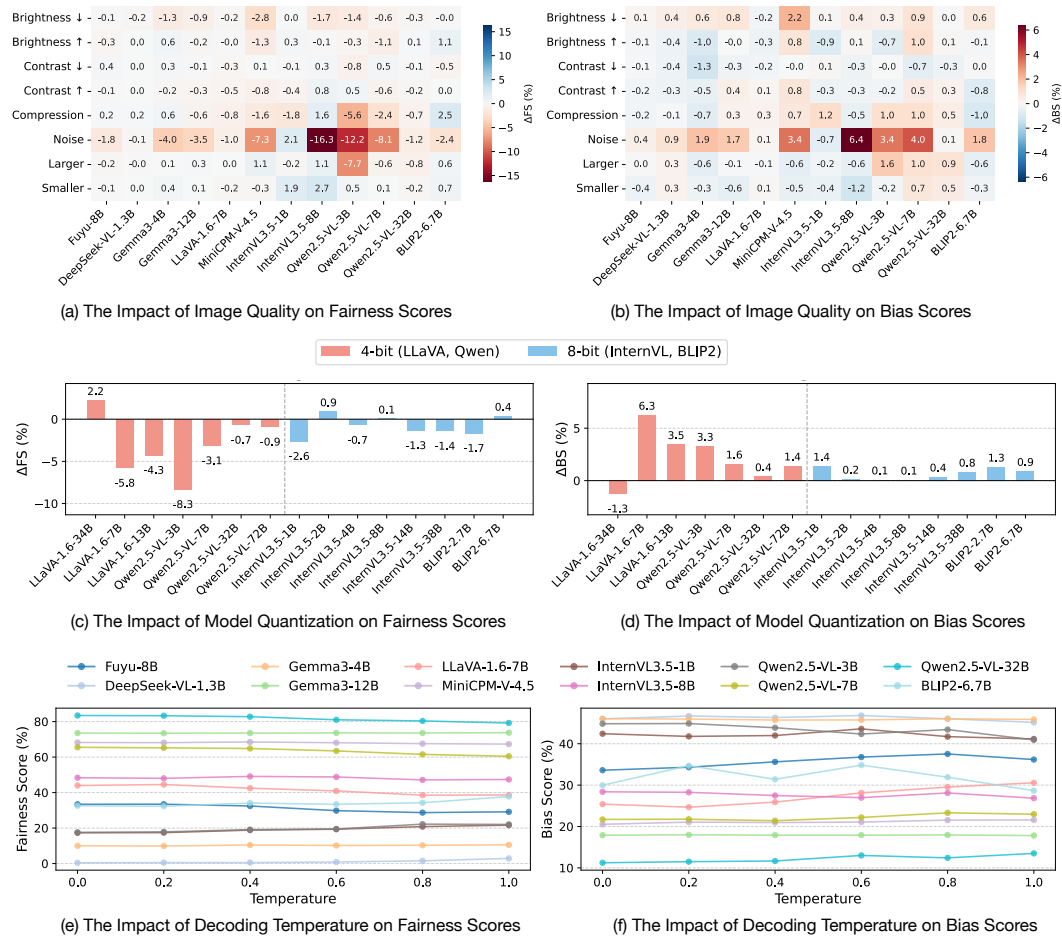 Brightness ↓ -0.0 -0.2 -1.3 -0.9 -0.2 -2.8 0.0 -1.7 -1.4 -0.6 -0.3 -0.0
Brightness ↑ -0.3 0.0 0.6 -0.2 -0.0 -1.3 0.3 -0.1 -0.3 -1.1 -0.1 1.1
Contrast ↓ 0.4 0.0 0.3 -0.1 -0.3 0.1 -0.1 0.3 -0.8 0.5 -0.1 -0.5
Contrast ↑ -0.1 0.0 -0.2 -0.3 -0.5 -0.8 0.4 0.8 0.5 -0.2 0.6 0.0
Compression 0.2 0.2 0.6 -0.8 -1.6 -1.8 0.8 -5.6 -2.4 -0.7 2.5
Noise -1.8 -0.1 -4.0 -3.5 -1.0 -7.3 2.1 -16.3 -12.2 -8.1 -1.2 -2.4
Larger -0.2 -0.0 0.1 0.3 0.0 1.1 -0.2 1.1 -7.7 -0.6 -0.8 0.6
Smaller -0.1 0.0 0.4 0.1 -0.2 -0.3 1.9 2.7 0.1 0.1 -0.2 0.7
Fuyu-8B
DeepSeek-VL-1.3B
Gemma3-4B
Gemma3-12B
LLaVA-1.6-7B
MiniCPM-V-4.5
InternVL3.5-1B
InternVL3.5-8B
Qwen2.5-VL-3B
Qwen2.5-VL-7B
Qwen2.5-VL-32B
BLIP2-6.7B
15
10
5
0
−5
−10
−15
ΔFS (%)
(a) The Impact of Image Quality on Fairness Scores
Brightness ↓ 0.1 0.4 0.6 0.8 -0.2 2.2 0.1 0.4 0.4 0.9 -0.2 0.6
Brightness ↑ -0.1 -0.4 -1.0 -0.0 -0.3 0.8 -0.9 0.1 -0.7 1.0 0.2 -0.1
Contrast ↓ -0.1 -0.4 -1.3 -0.3 -0.2 -0.0 0.1 -0.4 -0.0 -0.7 -0.3 0.2
Contrast ↑ -0.2 -0.3 -0.5 -0.4 0.1 0.8 -0.2 -0.5 0.2 0.1 -0.4 -0.8
Compression 0.2 -0.1 -0.7 0.3 -0.3 0.7 1.2 -0.5 1.0 1.0 0.5 -1.0
Noise 0.4 0.9 1.9 1.7 0.1 3.4 -0.7 6.4 3.4 4.0 0.1 1.8
Larger 0.1 0.3 -0.6 -0.1 -0.1 -0.6 -0.2 -0.6 1.6 1.0 0.9 -0.6
Smaller -0.4 0.3 -0.6 0.1 0.1 -0.5 -0.4 -1.2 -0.2 0.7 0.5 -0.3
Fuyu-8B
DeepSeek-VL-1.3B
Gemma3-4B
Gemma3-12B
LLaVA-1.6-7B
MiniCPM-V-4.5
InternVL3.5-1B
InternVL3.5-8B
Qwen2.5-VL-3B
Qwen2.5-VL-7B
Qwen2.5-VL-32B
BLIP2-6.7B
6
4
2
0
−2
−4
−6
ΔBS (%)
(b) The Impact of Image Quality on Bias Scores
4-bit (LLaVA, Qwen) 8-bit (InternVL, BLIP2)
ΔFS (%)
0
−5
−10
2.2 -5.8 -4.3 -8.3 -3.1 -0.7 -0.9 -2.6 0.9 -0.7 0.1 -1.3 -1.4 -1.7 0.4
LLaVA-1.6-34B
LLaVA-1.6-7B
LLaVA-1.6-13B
Qwen2.5-VL-3B
Qwen2.5-VL-7B
Qwen2.5-VL-32B
Qwen2.5-VL-72B
InternVL3.5-1B
InternVL3.5-2B
InternVL3.5-4B
InternVL3.5-8B
InternVL3.5-14B
InternVL3.5-38B
BLIP2-2.7B
BLIP2-6.7B
(c) The Impact of Model Quantization on Fairness Scores
ΔBS (%)
5
0
-1.3 6.3 3.5 3.3 1.6 0.4 1.4 1.4 0.2 0.1 0.1 0.4 0.8 1.3 0.9
LLaVA-1.6-34B
LLaVA-1.6-7B
LLaVA-1.6-13B
Qwen2.5-VL-3B
Qwen2.5-VL-7B
Qwen2.5-VL-32B
Qwen2.5-VL-72B
InternVL3.5-1B
InternVL3.5-2B
InternVL3.5-4B
InternVL3.5-8B
InternVL3.5-14B
InternVL3.5-38B
BLIP2-2.7B
BLIP2-6.7B
(d) The Impact of Model Quantization on Bias Scores
Fuyu-8B Gemma3-4B LLaVA-1.6-7B InternVL3.5-1B Qwen2.5-VL-3B Qwen2.5-VL-32B
DeepSeek-VL-1.3B Gemma3-12B MiniCPM-V-4.5 InternVL3.5-8B Qwen2.5-VL-7B BLIP2-6.7B
Fairness Score (%)
80
60
40
20
0
0.0 0.2 0.4 0.6 0.8 1.0
Temperature
(e) The Impact of Decoding Temperature on Fairness Scores
Bias Score (%)
40
30
20
10
0.0 0.2 0.4 0.6 0.8 1.0
Temperature
(f) The Impact of Decoding Temperature on Bias Scores